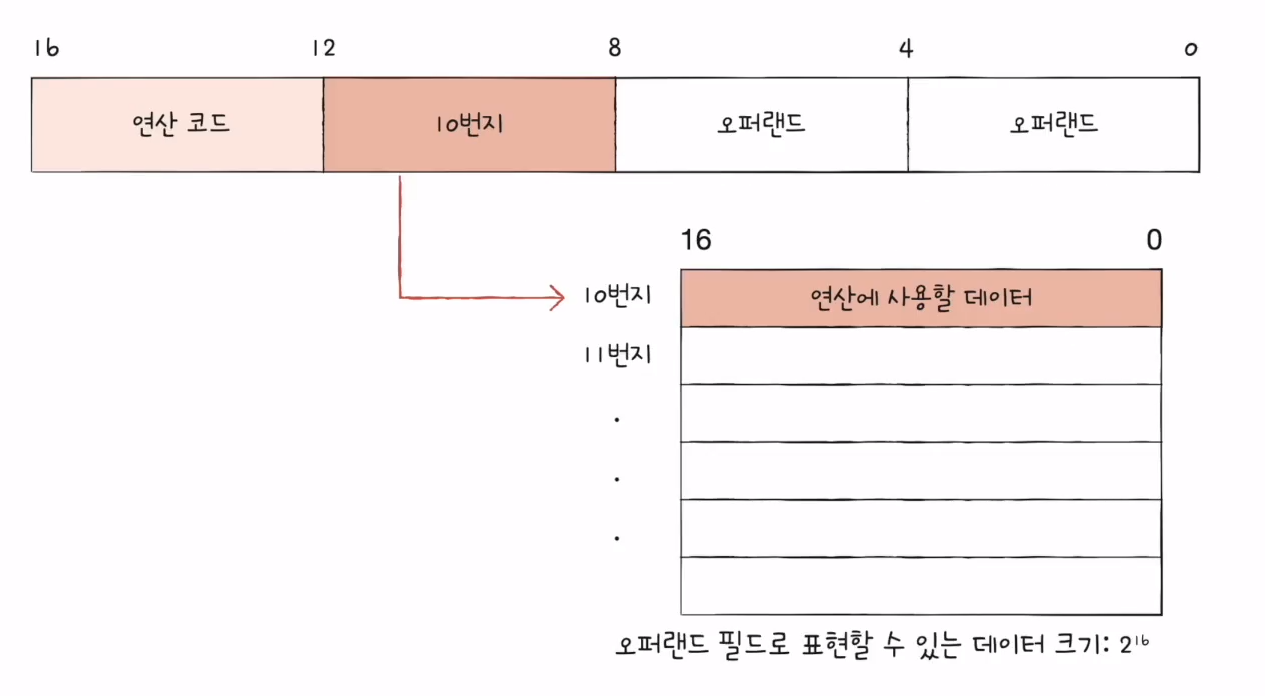 16 12 8 4 0
연산 코드 10번지 오퍼랜드 오퍼랜드
16 0
10번지 연산에 사용할 데이터
11번지
.
.
.
오퍼랜드 필드로 표현할 수 있는 데이터 크기: 2¹⁶